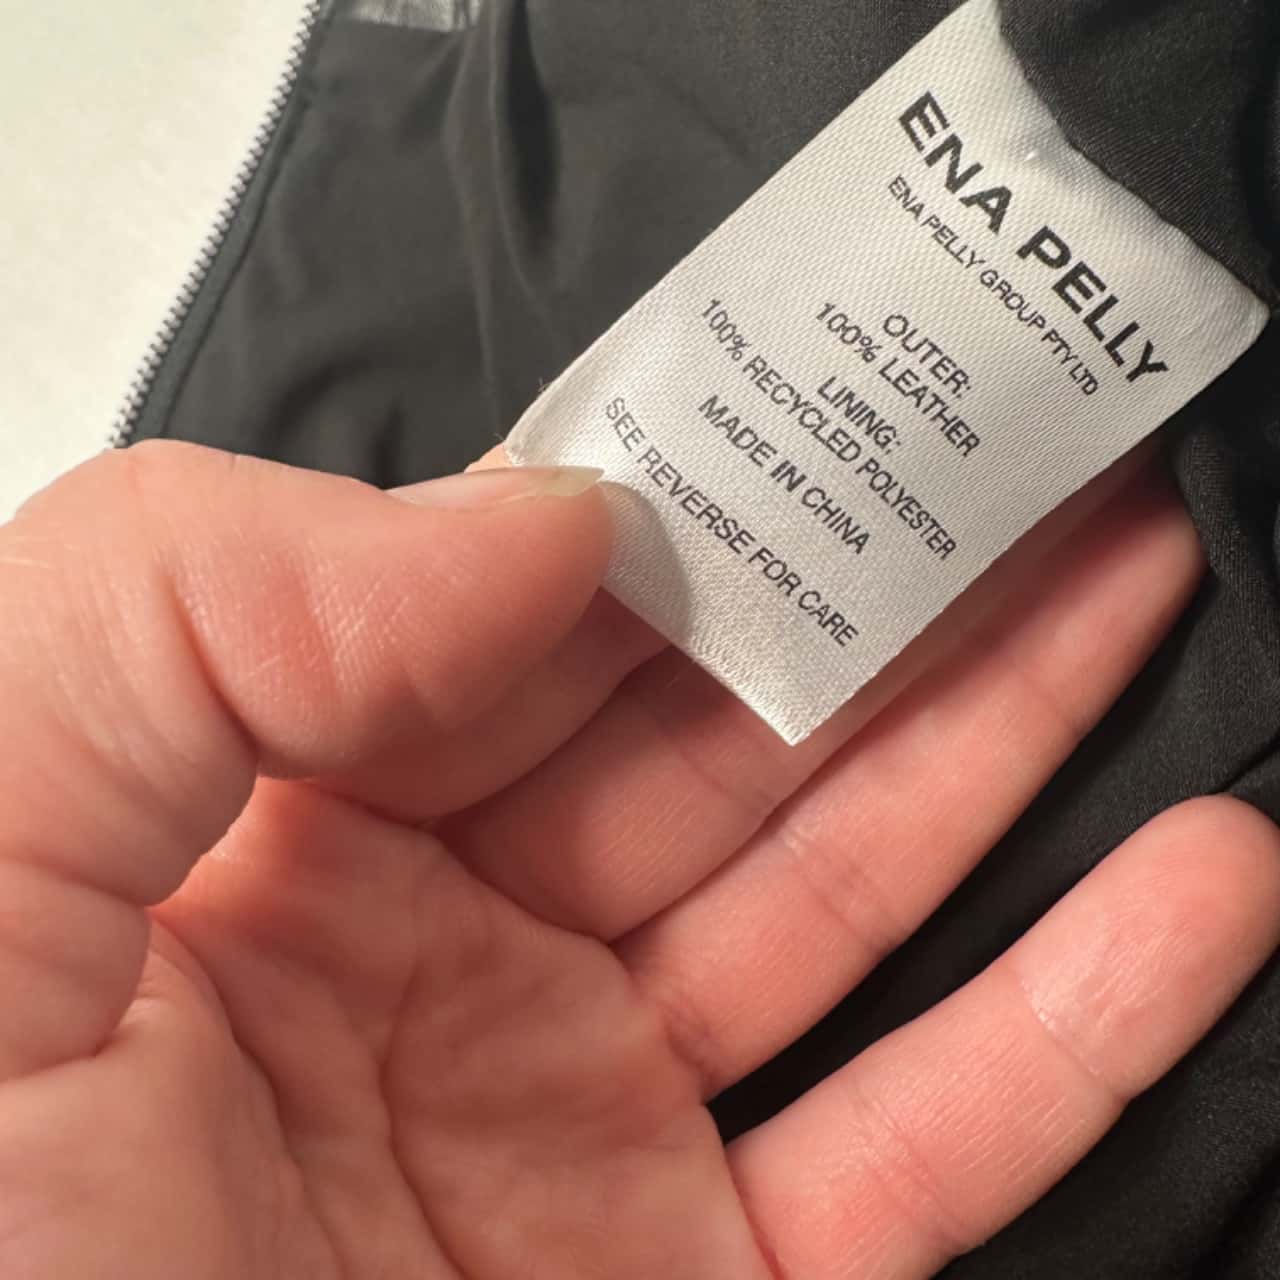 ENA PELLY
ENA PELLY GROUP PTY LTD
OUTER:
100% LEATHER
LINING:
100% RECYCLED POLYESTER
MADE IN CHINA
SEE REVERSE FOR CARE